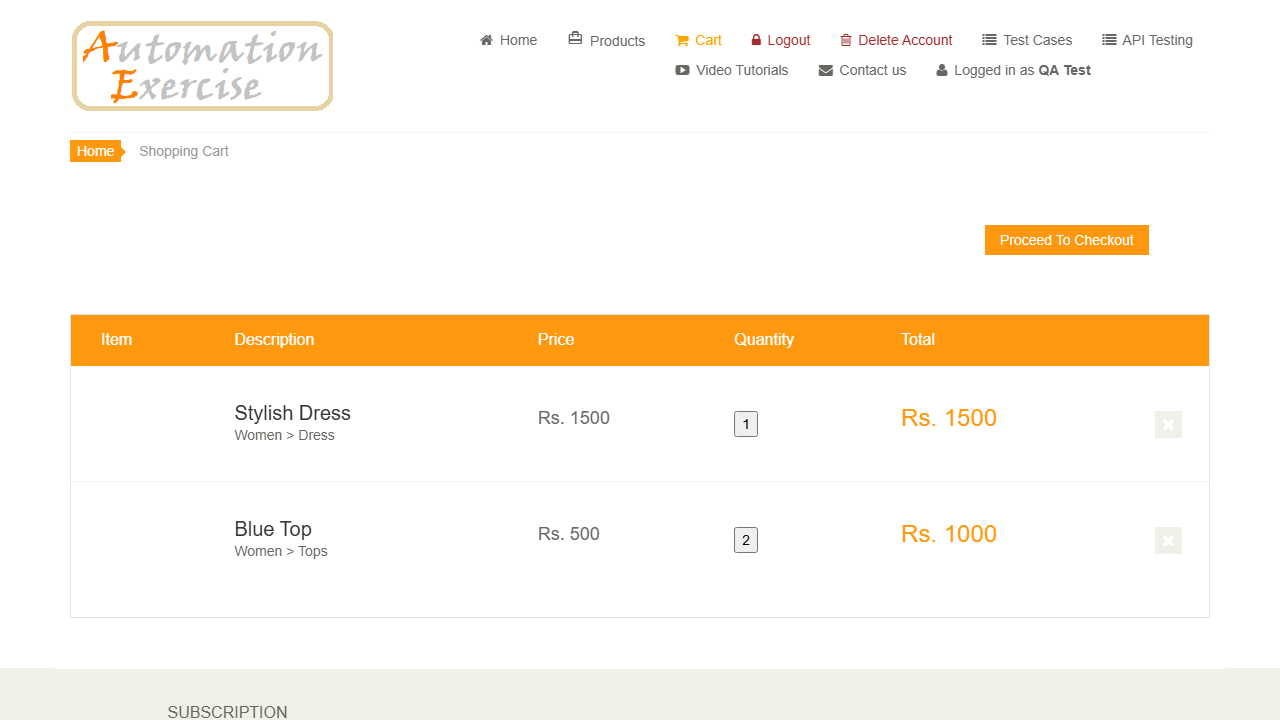 Automation
Exercise
Home
Products
Cart
Logout
Delete Account
Test Cases
API Testing
Video Tutorials
Contact us
Logged in as QA Test
Home
Shopping Cart
Proceed To Checkout
Item Description Price Quantity Total
Stylish Dress
Women > Dress
Rs. 1500
1
Rs. 1500
Blue Top
Women > Tops
Rs. 500
2
Rs. 1000
SUBSCRIPTION